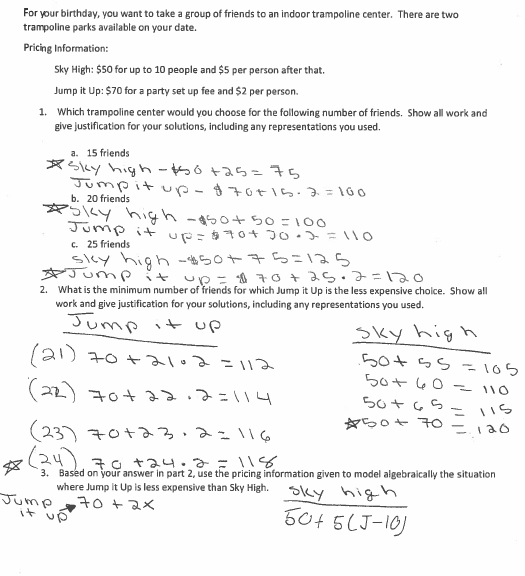 For your birthday, you want to take a group of friends to an indoor trampoline center. There are two
trampoline parks available on your date.
Pricing Information:
Sky High: $50 for up to 10 people and $5 per person after that.
Jump it Up: $70 for a party set up fee and $2 per person.
1. Which trampoline center would you choose for the following number of friends. Show all work and
give justification for your solutions, including any representations you used.
a. 15 friends
Sky high - $50 + 25 = 75
Jump it up - $70 + 15 . 2 = 100
b. 20 friends
Sky high - $50 + 50 = 100
Jump it up = $70 + 20 . 2 = 110
c. 25 friends
sky high - $50 + 75 = 125
Jump it up = $70 + 25 . 2 = 120
2. What is the minimum number of friends for which Jump it Up is the less expensive choice. Show all
work and give justification for your solutions, including any representations you used.
Jump it up
(21) 70 + 21 . 2 = 112
(22) 70 + 22 . 2 = 114
(23) 70 + 23 . 2 = 116
(24) 70 + 24 . 2 = 118
sky high
50 + 55 = 105
50 + 60 = 110
50 + 65 = 115
50 + 70 = 120
3. Based on your answer in part 2, use the pricing information given to model algebraically the situation
where Jump it Up is less expensive than Sky High.
Jump it up → 70 + 2x
sky high
50 + 5(J-10)